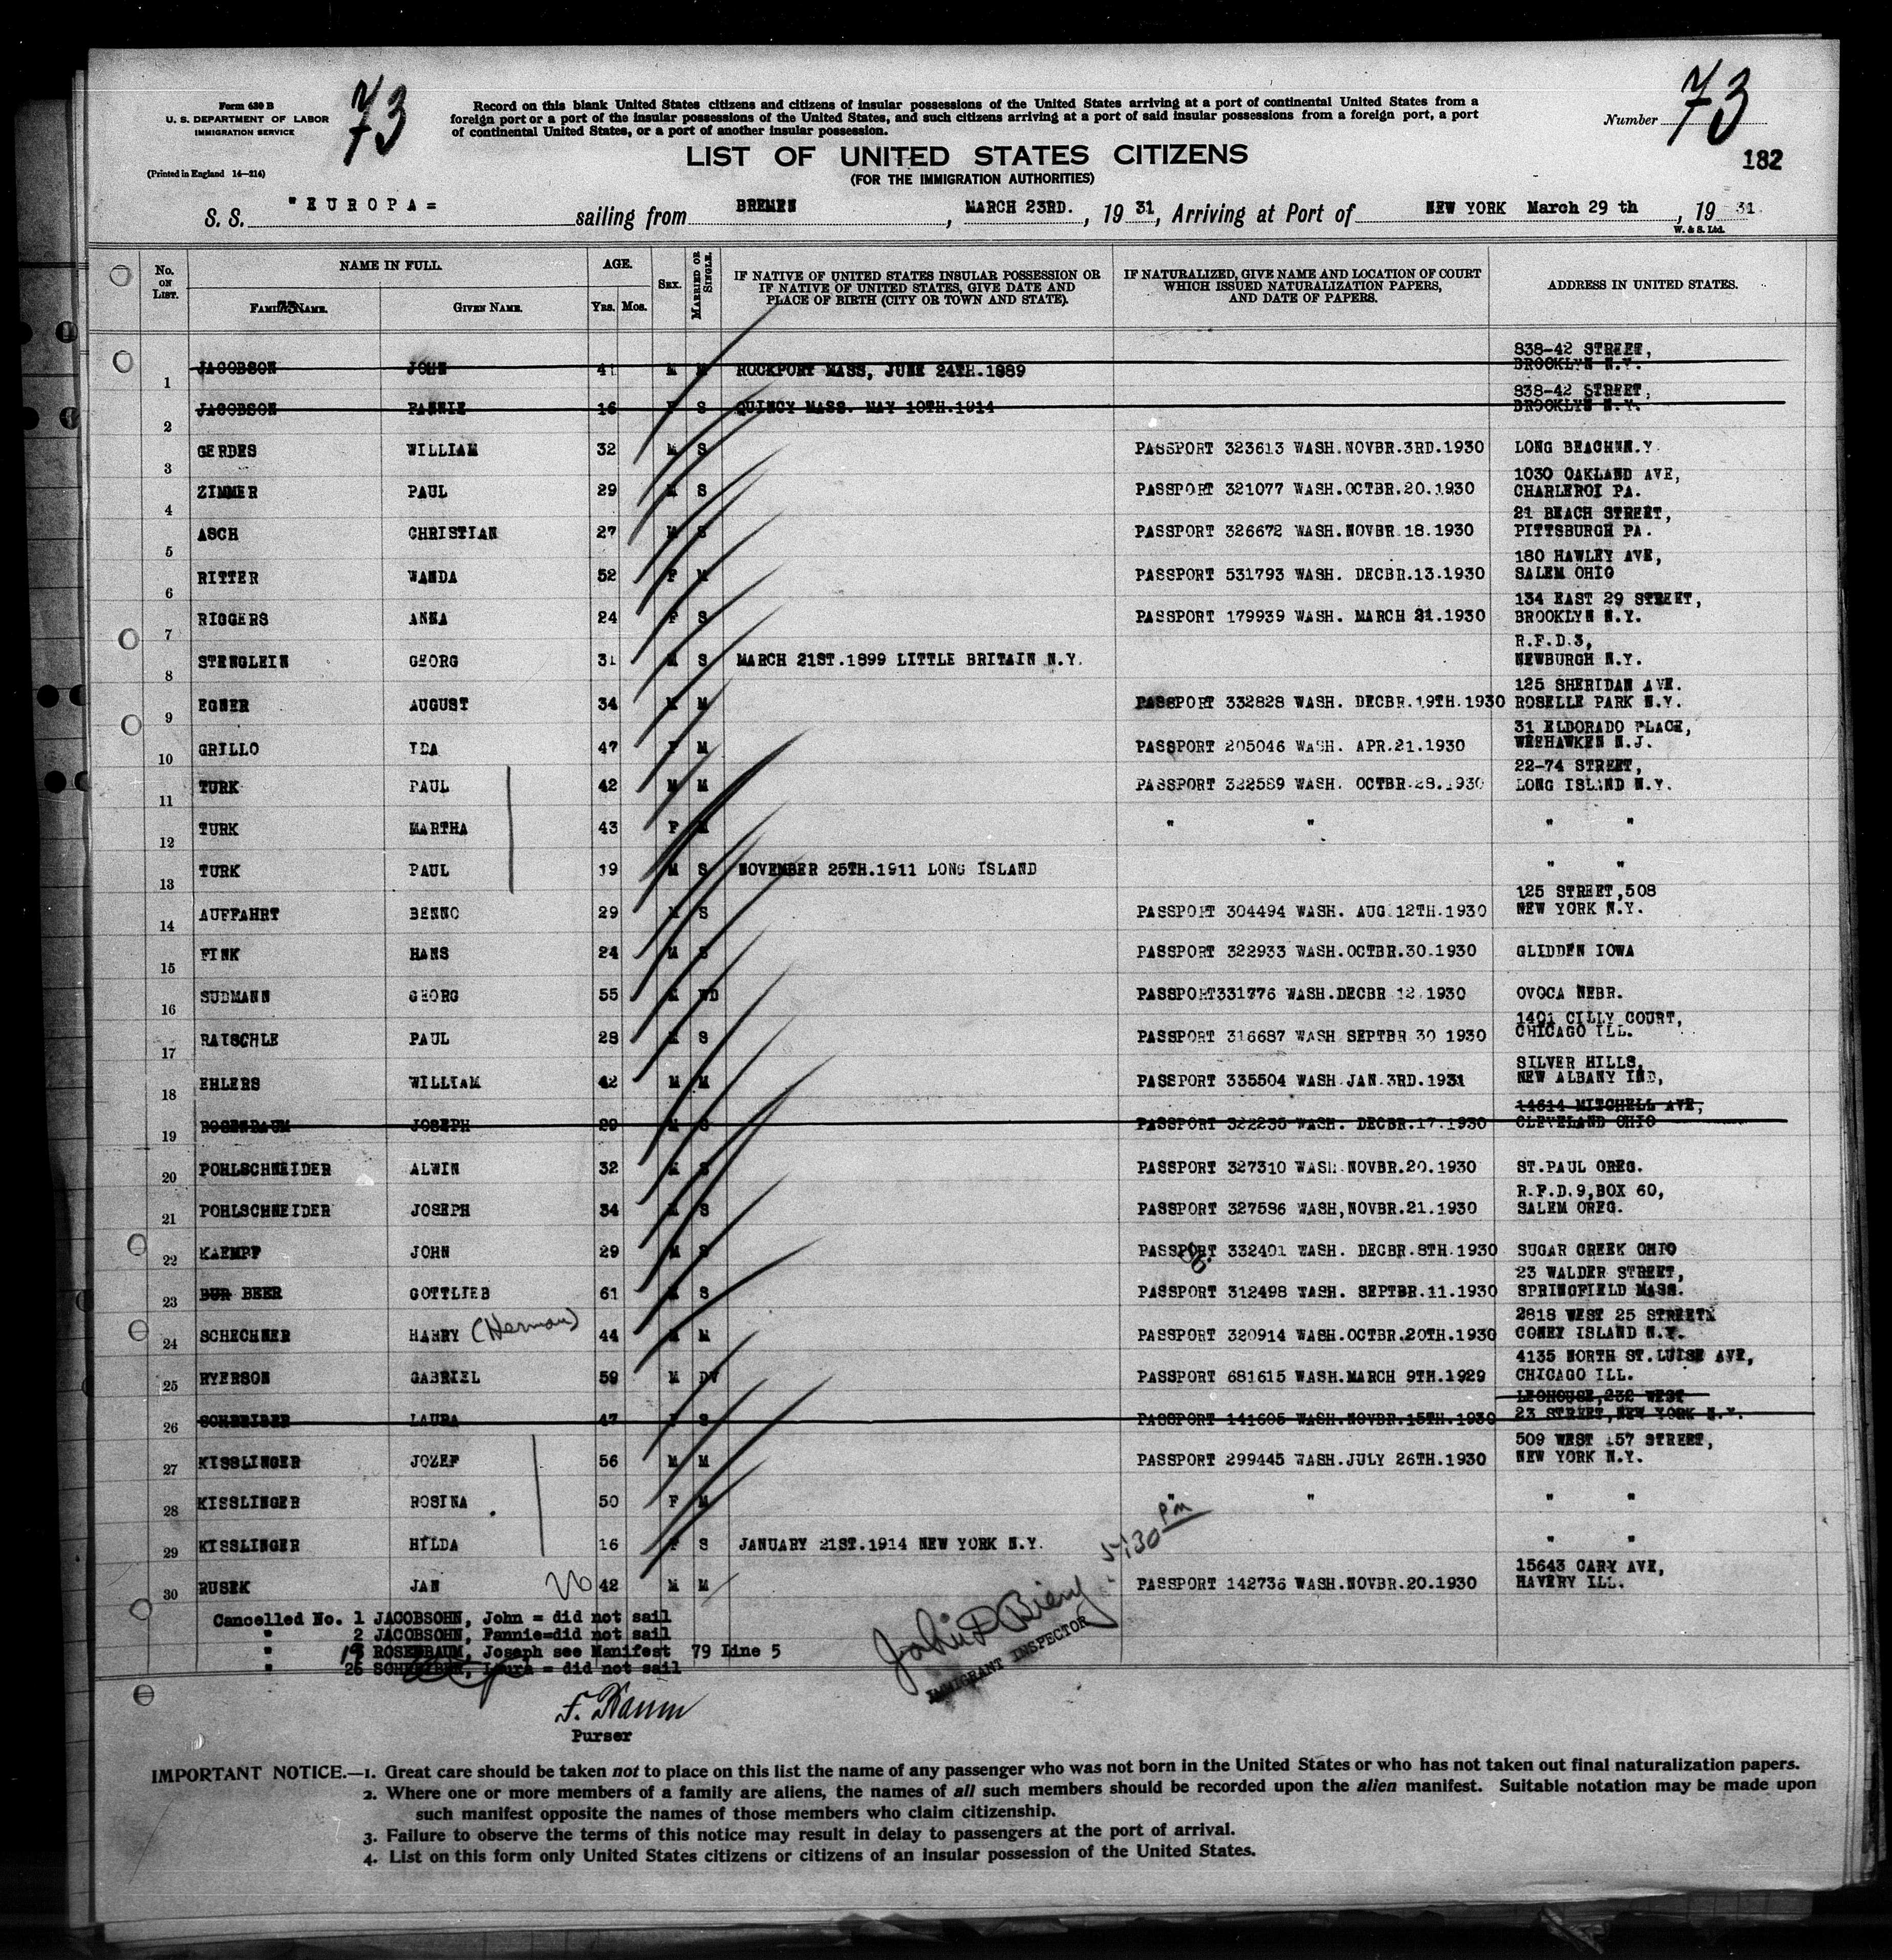 Form 630 B
U. S. DEPARTMENT OF LABOR
IMMIGRATION SERVICE
(Printed in England 14—214)
73
Record on this blank United States citizens and citizens of insular possessions of the United States arriving at a port of continental United States from a
foreign port or a port of the insular possessions of the United States, and such citizens arriving at a port of said insular possessions from a foreign port, a port
of continental United States, or a port of another insular possession.
Number 73
182
LIST OF UNITED STATES CITIZENS
(FOR THE IMMIGRATION AUTHORITIES)
S. S. "EUROPA= sailing from BREMEN, MARCH 23RD., 19 31, Arriving at Port of NEW YORK March 29 th, 19 31
W. & S. Ltd.
No. ON LIST. NAME IN FULL. FAMILY NAME. GIVEN NAME. AGE. Yrs. Mos. SEX. MARRIED OR SINGLE.
IF NATIVE OF UNITED STATES INSULAR POSSESSION OR
IF NATIVE OF UNITED STATES, GIVE DATE AND
PLACE OF BIRTH (CITY OR TOWN AND STATE).
IF NATURALIZED, GIVE NAME AND LOCATION OF COURT
WHICH ISSUED NATURALIZATION PAPERS,
AND DATE OF PAPERS.
ADDRESS IN UNITED STATES.
838-42 STREET,
1 JACOBSON JOHN 41 M M ROCKPORT MASS, JUNE 24TH.1889 BROOKLYN N.Y.
838-42 STREET,
2 JACOBSON FANNIE 16 F S QUINCY MASS. MAY 10TH.1914 BROOKLYN N.Y.
3 GERDES WILLIAM 32 M S PASSPORT 323613 WASH.NOVBR.3RD.1930 LONG BEACH N.Y.
1030 OAKLAND AVE,
4 ZIMMER PAUL 29 M S PASSPORT 321077 WASH.OCTBR.20.1930 CHARLEROI PA.
21 BEACH STREET,
5 ASCH CHRISTIAN 27 M S PASSPORT 326672 WASH.NOVBR.18.1930 PITTSBURGH PA.
180 HAWLEY AVE,
6 RITTER WANDA 52 F M PASSPORT 531793 WASH. DECBR.13.1930 SALEM OHIO
134 EAST 29 STREET,
7 RIGGERS ANNA 24 F S PASSPORT 179939 WASH. MARCH 21.1930 BROOKLYN N.Y.
R.F.D.3,
8 STENGLEIN GEORG 31 M S MARCH 21ST.1899 LITTLE BRITAIN N.Y. NEWBURGH N.Y.
125 SHERIDAN AVE.
9 EGNER AUGUST 34 M M PASSPORT 332828 WASH. DECBR.19TH.1930 ROSELLE PARK N.Y.
31 ELDORADO PLACE,
10 GRILLO IDA 47 F M PASSPORT 205046 WASH. APR.21.1930 WEEHAWKEN N.J.
22-74 STREET,
11 TURK PAUL 42 M M PASSPORT 322589 WASH. OCTBR.28.1930 LONG ISLAND N.Y.
12 TURK MARTHA 43 F M " " " "
13 TURK PAUL 19 M S NOVEMBER 25TH.1911 LONG ISLAND " "
125 STREET,508
14 AUFFAHRT BENNO 29 M S PASSPORT 304494 WASH. AUG.12TH.1930 NEW YORK N.Y.
15 FINK HANS 24 M S PASSPORT 322933 WASH.OCTBR.30.1930 GLIDDEN IOWA
16 SUDMANN GEORG 55 M WD PASSPORT331776 WASH.DECBR 12.1930 OVOCA NEBR.
1401 CILLY COURT,
17 RAISCHLE PAUL 28 M S PASSPORT 316687 WASH SEPTBR 30 1930 CHICAGO ILL.
SILVER HILLS,
18 EHLERS WILLIAM 42 M M PASSPORT 335504 WASH.JAN.3RD.1931 NEW ALBANY IND,
14614 MITCHELL AVE,
19 ROSENBAUM JOSEPH 29 M S PASSPORT 322235 WASH. DECBR.17.1930 CLEVELAND OHIO
20 POHLSCHNEIDER ALWIN 32 M S PASSPORT 327310 WASH.NOVBR.20.1930 ST.PAUL OREG.
R.F.D.9,BOX 60,
21 POHLSCHNEIDER JOSEPH 34 M S PASSPORT 327586 WASH,NOVBR.21.1930 SALEM OREG.
22 KAEMPF JOHN 29 M S PASSPORT 332401 WASH. DECBR.8TH.1930 SUGAR CREEK OHIO
23 WALDER STREET,
23 BUR BEER GOTTLIEB 61 M S PASSPORT 312498 WASH. SEPTBR.11.1930 SPRINGFIELD MASS.
2818 WEST 25 STREET
24 SCHECHNER HARRY (Herman) 44 M M PASSPORT 320914 WASH.OCTBR.20TH.1930 CONEY ISLAND N.Y.
4135 NORTH ST.LUISE AVE,
25 RYERSON GABRIEL 59 M DV PASSPORT 681615 WASH.MARCH 9TH.1929 CHICAGO ILL.
LEOHOUSE,232 WEST
26 SCHREIBER LAURA 47 F S PASSPORT 141605 WASH.NOVBR.15TH.1930 23 STREET,NEW YORK N.Y.
509 WEST 157 STREET,
27 KISSLINGER JOZEF 56 M M PASSPORT 299445 WASH.JULY 26TH.1930 NEW YORK N.Y.
28 KISSLINGER ROSINA 50 F M " " " "
29 KISSLINGER HILDA 16 F S JANUARY 21ST.1914 NEW YORK N.Y. " "
5:30 PM
15643 CARY AVE,
30 RUSEK JAN 26 42 M M PASSPORT 142736 WASH.NOVBR.20.1930 HAVERY ILL.
Cancelled No. 1 JACOBSOHN, John = did not sail
" 2 JACOBSOHN, Fannie=did not sail
" 19 ROSENBAUM, Joseph see Manifest 79 Line 5
" 26 SCHREIBER, Laura = did not sail
IMMIGRANT INSPECTOR
Purser
IMPORTANT NOTICE.—1. Great care should be taken not to place on this list the name of any passenger who was not born in the United States or who has not taken out final naturalization papers.
2. Where one or more members of a family are aliens, the names of all such members should be recorded upon the alien manifest. Suitable notation may be made upon
such manifest opposite the names of those members who claim citizenship.
3. Failure to observe the terms of this notice may result in delay to passengers at the port of arrival.
4. List on this form only United States citizens or citizens of an insular possession of the United States.